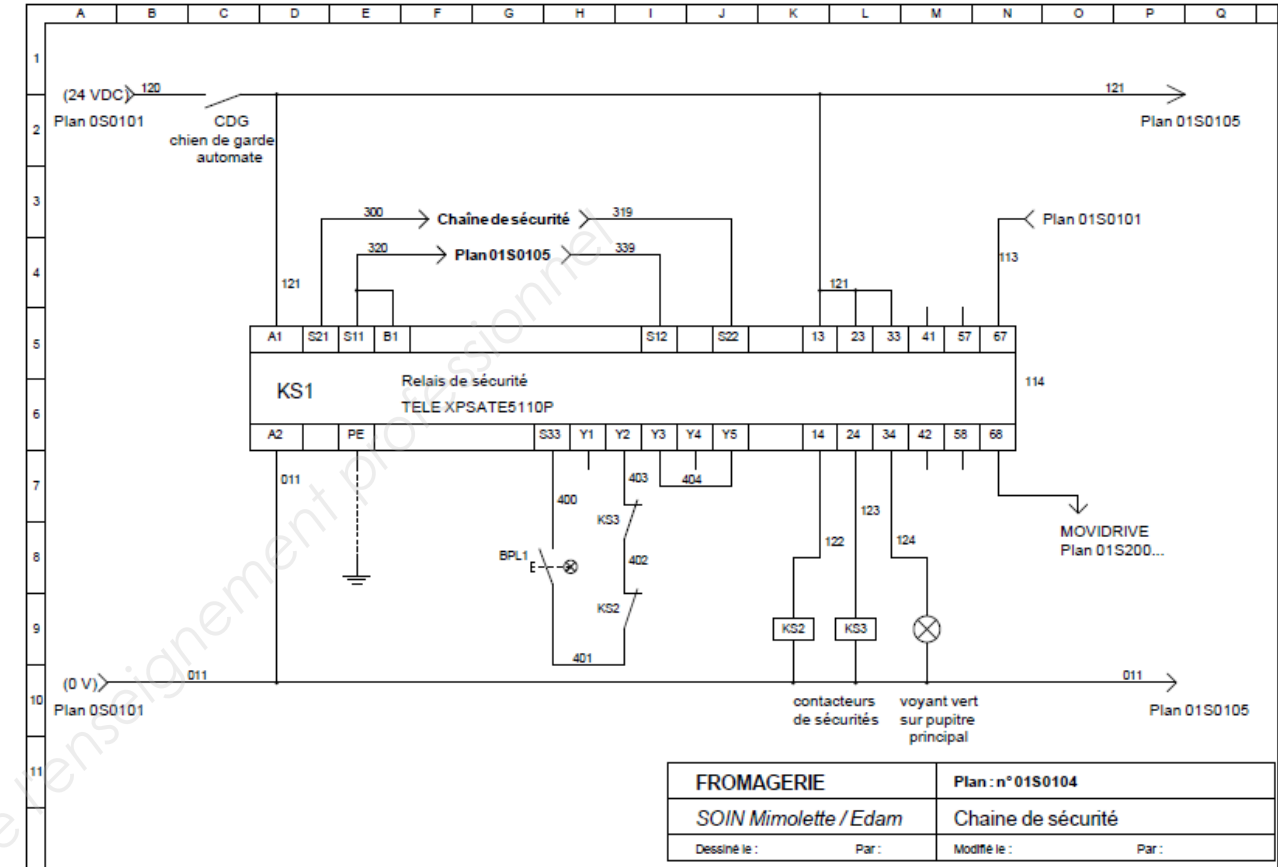 A B C D E F G H I J K L M N O P Q
1
(24 VDC) 120 121
2 Plan 0S0101 CDG Plan 01S0105
chien de garde
automate
3
300 Chaîne de sécurité 319 Plan 01S0101
320 Plan 01S0105 339 113
4
121 121
5 A1 S21 S11 B1 S12 S22 13 23 33 41 57 67
KS1 Relais de sécurité 114
6 TELE XPSATE5110P
A2 PE S33 Y1 Y2 Y3 Y4 Y5 14 24 34 42 58 68
7 011 403 404
400 123
KS3 122 124 MOVIDRIVE
8 BPL1 402 Plan 01S200...
KS2
9 KS2 KS3
401
(0 V) 011 011
10 Plan 0S0101 contacteurs voyant vert Plan 01S0105
de sécurités sur pupitre
principal
11
FROMAGERIE Plan : n° 01S0104
SOIN Mimolette / Edam Chaine de sécurité
Dessiné le : Par : Modifié le : Par :
e l'enseignement professionnel